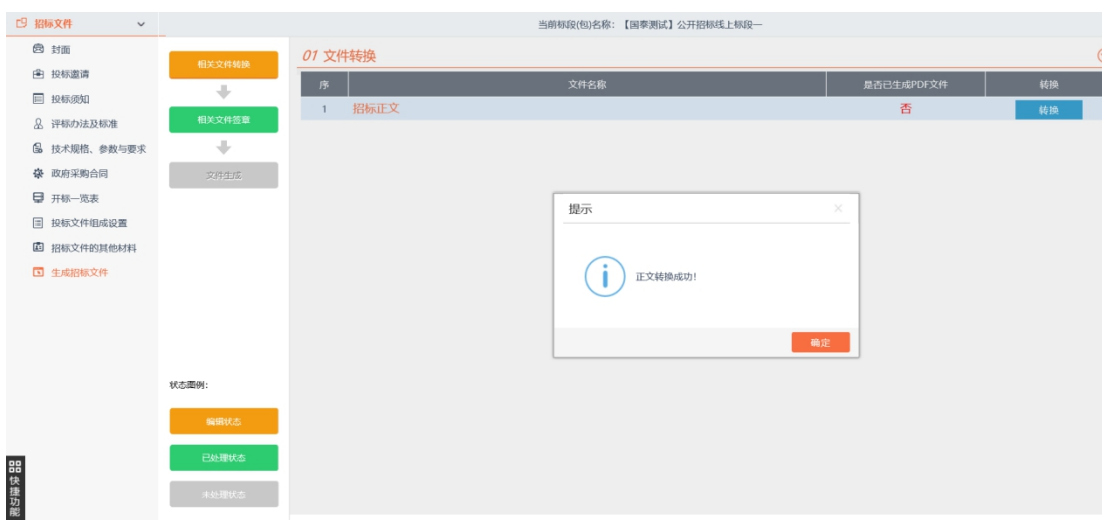 招标文件
当前标段(包)名称：【国泰测试】公开招标线上标段一
封面
投标邀请
投标须知
评标办法及标准
技术规格、参数与要求
政府采购合同
开标一览表
投标文件组成设置
招标文件的其他材料
生成招标文件
相关文件转换
相关文件签章
文件生成
状态图例：
编辑状态
已处理状态
未处理状态
01 文件转换
序 文件名称 是否已生成PDF文件 转换
1 招标正文 否 转换
提示
正文转换成功！
确定
快捷功能